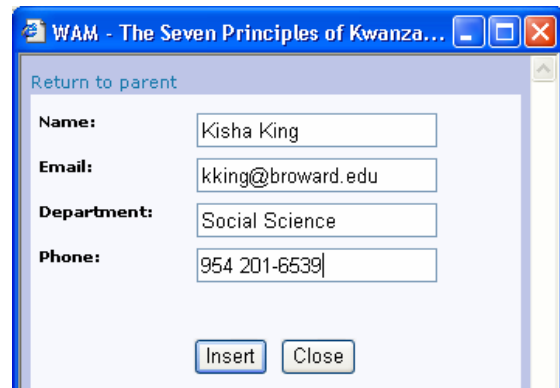 WAM - The Seven Principles of Kwanza...
Return to parent
Name: Kisha King
Email: kking@broward.edu
Department: Social Science
Phone: 954 201-6539
Insert Close